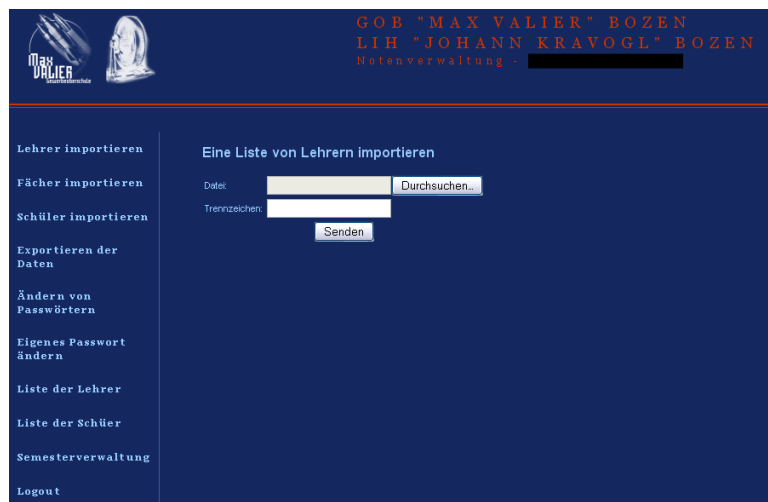 Max
VALIER
Gewerbeoberschule
GOB "MAX VALIER" BOZEN
LIH "JOHANN KRAVOGL" BOZEN
Notenverwaltung -
Lehrer importieren
Fächer importieren
Schüler importieren
Exportieren der
Daten
Ändern von
Passwörtern
Eigenes Passwort
ändern
Liste der Lehrer
Liste der Schüer
Semesterverwaltung
Logout
Eine Liste von Lehrern importieren
Datei: Durchsuchen..
Trennzeichen:
Senden